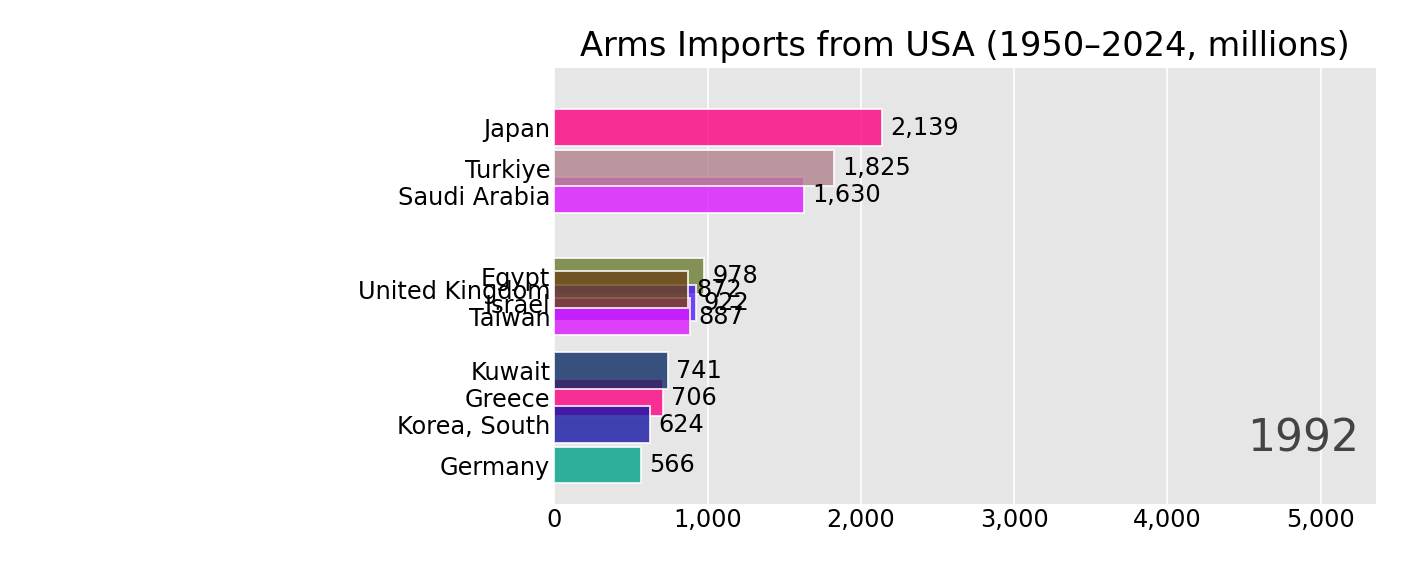 Arms Imports from USA (1950–2024, millions)
Japan 2,139
Turkiye 1,825
Saudi Arabia 1,630
Egypt 978
United Kingdom 872
Israel 922
Taiwan 887
Kuwait 741
Greece 706
Korea, South 624
Germany 566
1992
0 1,000 2,000 3,000 4,000 5,000